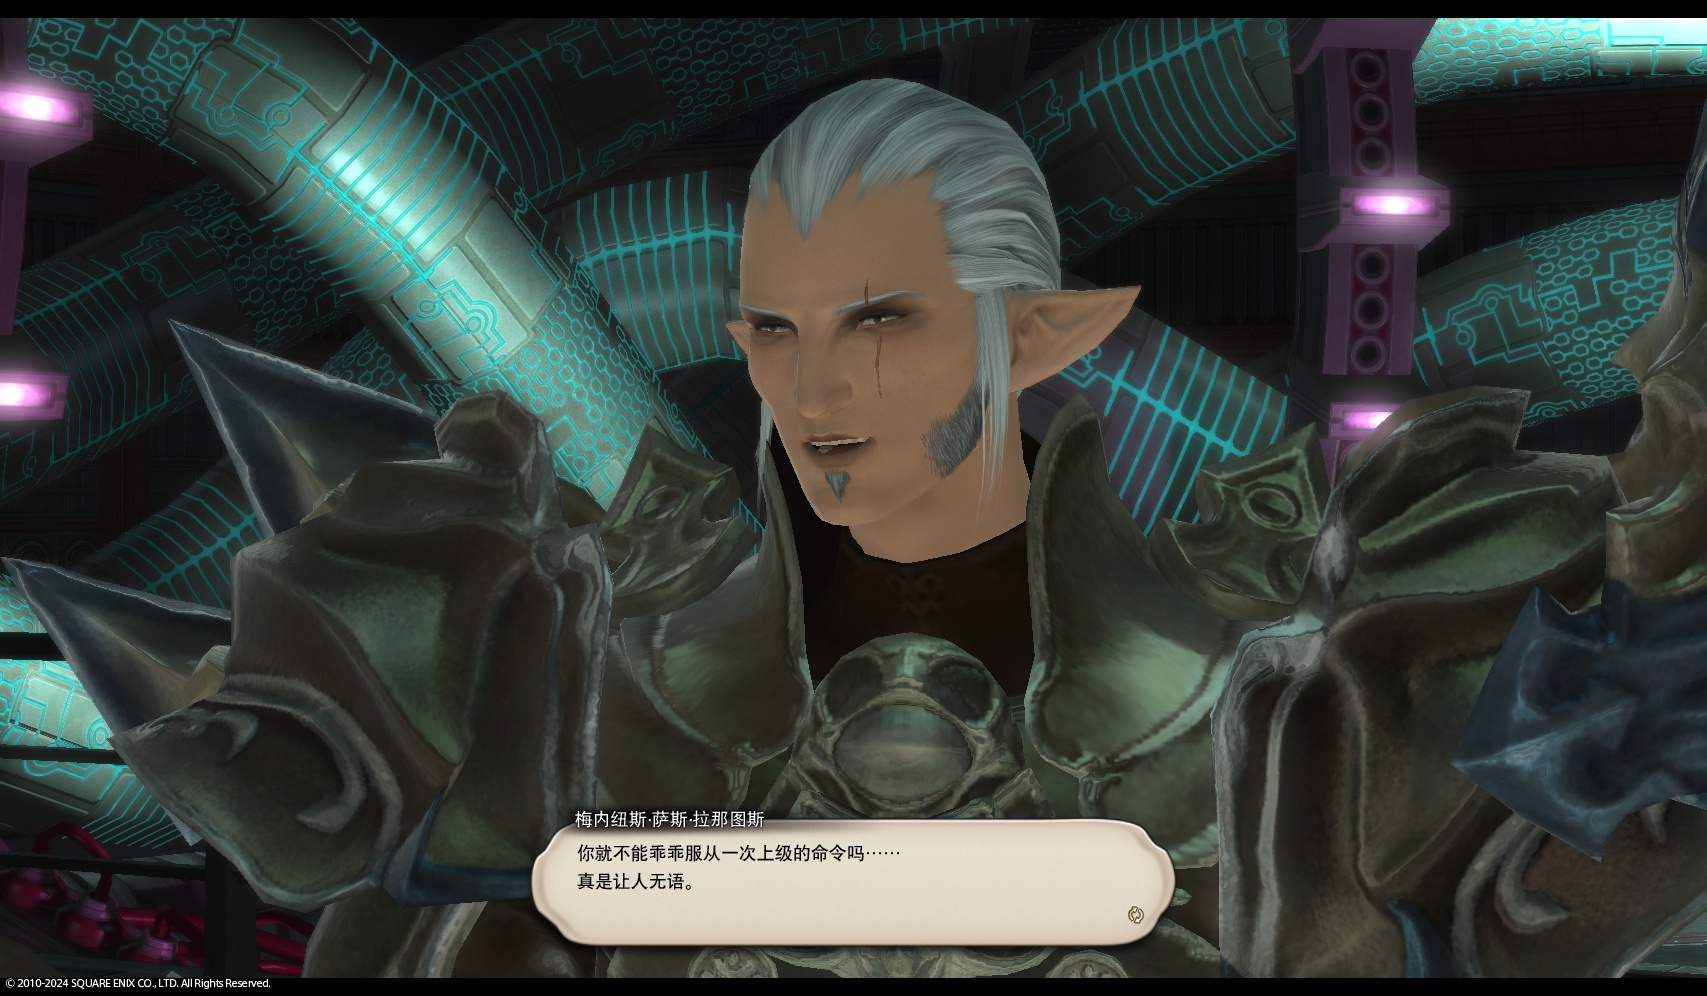 梅内纽斯·萨斯·拉那图斯
你就不能乖乖服从一次上级的命令吗……
真是让人无语。
© 2010-2024 SQUARE ENIX CO., LTD. All Rights Reserved.